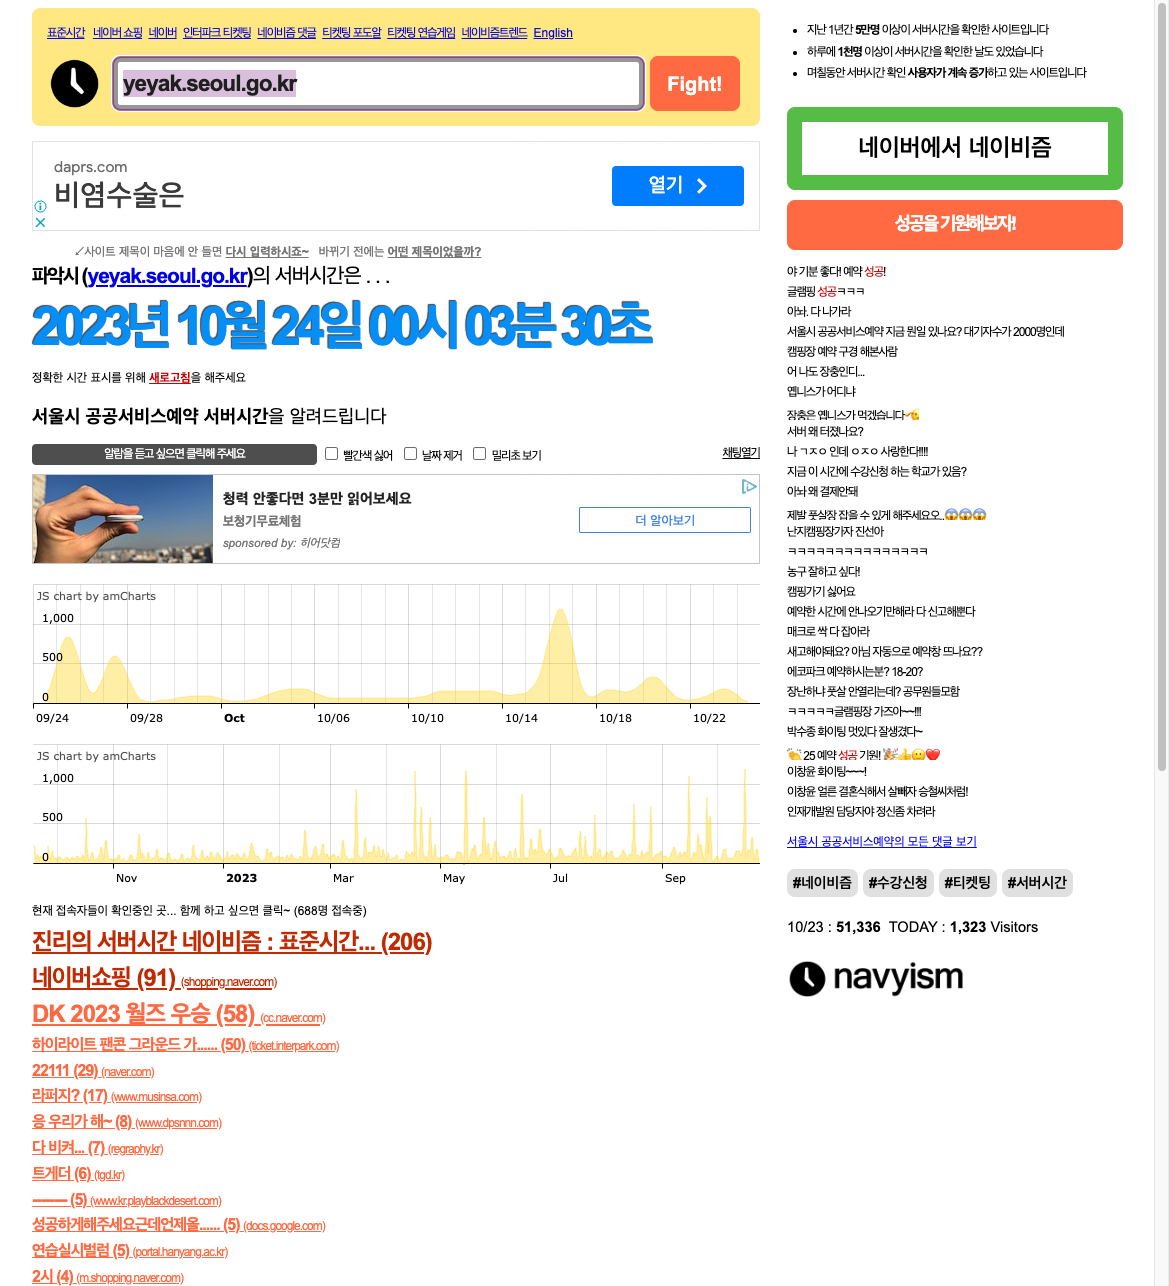 표준시간 네이버 쇼핑 네이버 인터파크 티켓팅 네이비즘 댓글 티켓팅 포도알 티켓팅 연습게임 네이비즘트렌드 English
yeyak.seoul.go.kr
Fight!
daprs.com
비염수술은
열기
↙사이트 제목이 마음에 안 들면 다시 입력하시죠~ 바뀌기 전에는 어떤 제목이었을까?
파악시 (yeyak.seoul.go.kr)의 서버시간은 . . .
2023년 10월 24일 00시 03분 30초
정확한 시간 표시를 위해 새로고침을 해주세요
서울시 공공서비스예약 서버시간을 알려드립니다
알람을 듣고 싶으면 클릭해 주세요
빨간색 싫어 날짜 제거 밀리초 보기
채팅열기
청력 안좋다면 3분만 읽어보세요
보청기무료체험
sponsored by: 히어닷컴
더 알아보기
JS chart by amCharts
1,000
500
0
09/24 09/28 Oct 10/06 10/10 10/14 10/18 10/22
JS chart by amCharts
1,000
500
0
Nov 2023 Mar May Jul Sep
현재 접속자들이 확인중인 곳... 함께 하고 싶으면 클릭~ (688명 접속중)
진리의 서버시간 네이비즘 : 표준시간... (206)
네이버쇼핑 (91) (shopping.naver.com)
DK 2023 월즈 우승 (58) (cc.naver.com)
하이라이트 팬콘 그라운드 가...... (50) (ticket.interpark.com)
22111 (29) (naver.com)
라퍼지? (17) (www.musinsa.com)
응 우리가 해~ (8) (www.dpsnnn.com)
다 비켜... (7) (regraphy.kr)
트게더 (6) (tgd.kr)
------- (5) (www.kr.playblackdesert.com)
성공하게해주세요근데언제올...... (5) (docs.google.com)
연습실시벌럼 (5) (portal.hanyang.ac.kr)
2시 (4) (m.shopping.naver.com)
지난 1년간 5만명 이상이 서버시간을 확인한 사이트입니다
하루에 1천명 이상이 서버시간을 확인한 날도 있었습니다
며칠동안 서버시간 확인 사용자가 계속 증가하고 있는 사이트입니다
네이버에서 네이비즘
성공을 기원해보자!
야 기분 좋다! 예약 성공!
글램핑 성공ㅋㅋㅋ
아놔. 다 나가라
서울시 공공서비스예약 지금 뭔일 있나요? 대기자수가 2000명인데
캠핑장 예약 구경 해본사람
어 나도 장충인디...
옙니스가 어디냐
장충은 옙니스가 먹겠습니다🤏
서버 왜 터졌나요?
나 ㄱㅈㅇ 인데 ㅇㅈㅇ 사랑한다!!!!
지금 이 시간에 수강신청 하는 학교가 있음?
아놔 왜 결제안돼
제발 풋살장 잡을 수 있게 해주세요오...😱😱😱
난지캠핑장가자 진선아
ㅋㅋㅋㅋㅋㅋㅋㅋㅋㅋㅋㅋㅋㅋㅋ
농구 잘하고 싶다!
캠핑가기 싫어요
예약한 시간에 안나오기만해라 다 신고해뿐다
매크로 싹 다 잡아라
새고해야돼요? 아님 자동으로 예약창 뜨나요??
에코파크 예약하시는분? 18-20?
장난하냐 풋살 안열리는데? 공무원들모함
ㅋㅋㅋㅋㅋ글램핑장 가즈아~~!!!
박수종 화이팅 멋있다 잘생겼다~
👏 25 예약 성공 기원! 🎉👍🙂❤️
이창윤 화이팅~~~!
이창윤 얼른 결혼식해서 살빼자 승철씨처럼!
인재개발원 담당자야 정신좀 차려라
서울시 공공서비스예약의 모든 댓글 보기
#네이비즘 #수강신청 #티켓팅 #서버시간
10/23 : 51,336 TODAY : 1,323 Visitors
navyism